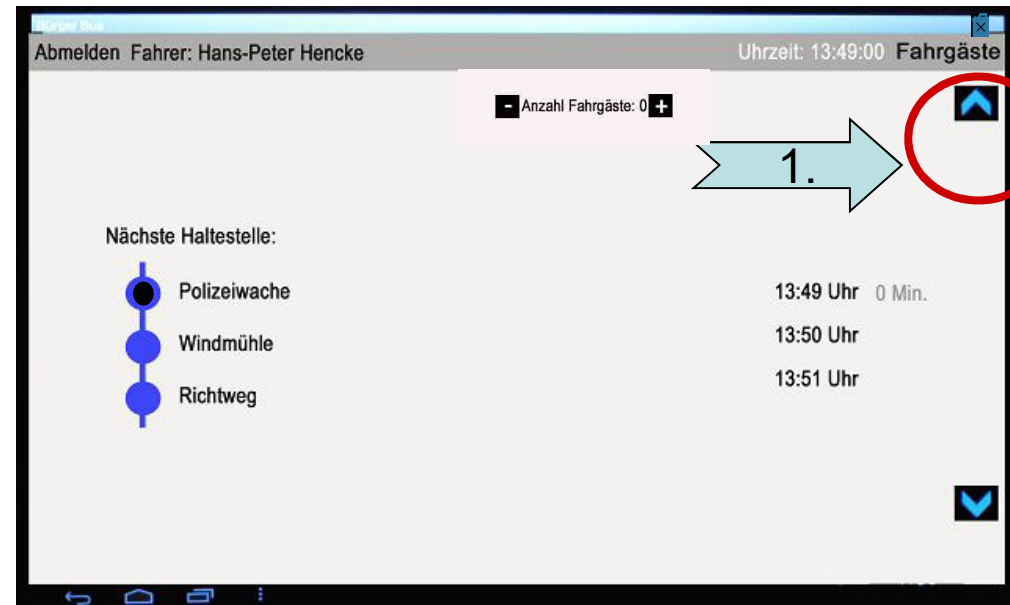 Bürger Bus
Abmelden Fahrer: Hans-Peter Hencke Uhrzeit: 13:49:00 Fahrgäste
- Anzahl Fahrgäste: 0 +
1.
Nächste Haltestelle:
Polizeiwache 13:49 Uhr 0 Min.
Windmühle 13:50 Uhr
Richtweg 13:51 Uhr